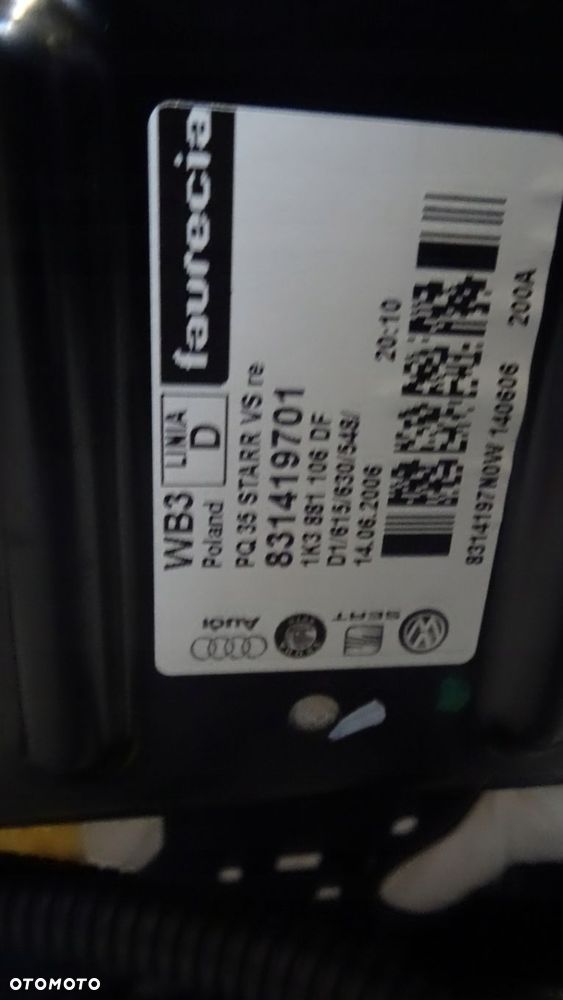 faurecia
WB3
LINIA
D
Poland
PQ 35 STARR VS re
831419701
1K3 881 106 DF
D1/615/630/548/
14.06.2006
20:10
8314197N0W 140606
200A
Audi
SEAT
OTOMOTO